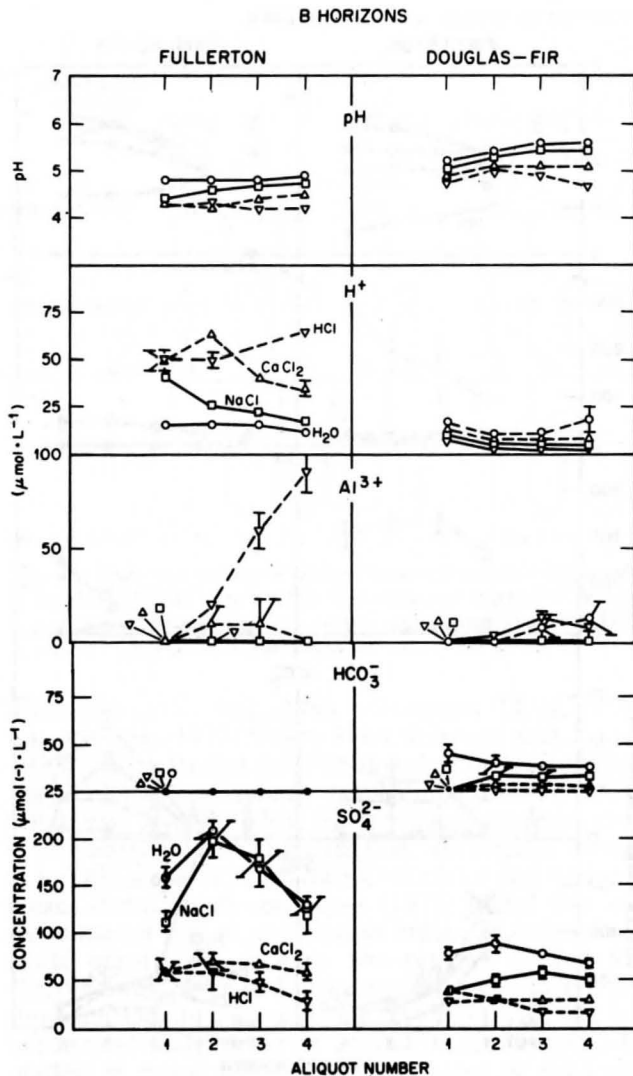 B HORIZONS
FULLERTON
DOUGLAS—FIR
pH
7
6
5
4
pH
H+
75
50
25
100
HCl
CaCl2
NaCl
H2O
(μmol • L−1)
Al3+
50
0
HCO3−
75
50
25
SO42−
200
150
100
50
0
H2O
NaCl
CaCl2
HCl
CONCENTRATION (μmol (–) • L−1)
1 2 3 4
1 2 3 4
ALIQUOT NUMBER